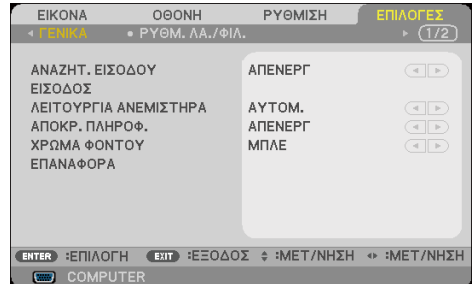 ΕΙΚΟΝΑ ΟΘΟΝΗ ΡΥΘΜΙΣΗ ΕΠΙΛΟΓΕΣ
ΓΕΝΙΚΑ • ΡΥΘΜ. ΛΑ./ΦΙΛ. (1/2)
ΑΝΑΖΗΤ. ΕΙΣΟΔΟΥ ΑΠΕΝΕΡΓ
ΕΙΣΟΔΟΣ
ΛΕΙΤΟΥΡΓΙΑ ΑΝΕΜΙΣΤΗΡΑ ΑΥΤΟΜ.
ΑΠΟΚΡ. ΠΛΗΡΟΦ. ΑΠΕΝΕΡΓ
ΧΡΩΜΑ ΦΟΝΤΟΥ ΜΠΛΕ
ΕΠΑΝΑΦΟΡΑ
ENTER :ΕΠΙΛΟΓΗ EXIT :ΕΞΟΔΟΣ :ΜΕΤ/ΝΗΣΗ :ΜΕΤ/ΝΗΣΗ
COMPUTER